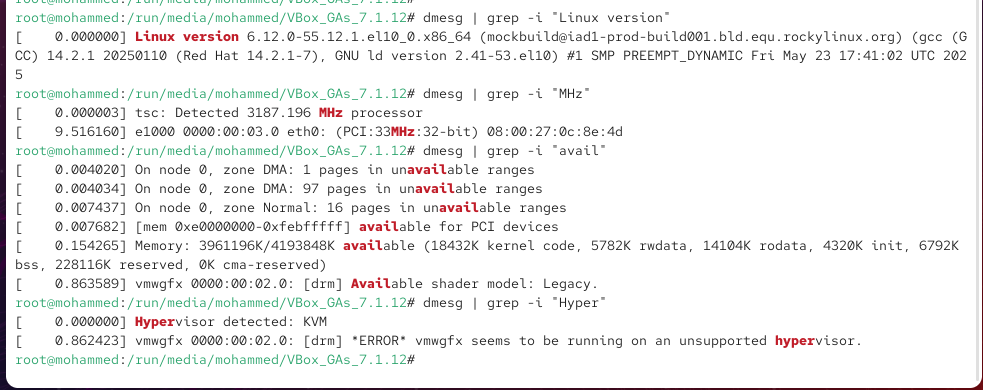 root@mohammed:/run/media/mohammed/VBox_GAs_7.1.12#
root@mohammed:/run/media/mohammed/VBox_GAs_7.1.12# dmesg | grep -i "Linux version"
[    0.000000] Linux version 6.12.0-55.12.1.el10_0.x86_64 (mockbuild@iad1-prod-build001.bld.equ.rockylinux.org) (gcc (G
CC) 14.2.1 20250110 (Red Hat 14.2.1-7), GNU ld version 2.41-53.el10) #1 SMP PREEMPT_DYNAMIC Fri May 23 17:41:02 UTC 202
5
root@mohammed:/run/media/mohammed/VBox_GAs_7.1.12# dmesg | grep -i "MHz"
[    0.000003] tsc: Detected 3187.196 MHz processor
[    9.516160] e1000 0000:00:03.0 eth0: (PCI:33MHz:32-bit) 08:00:27:0c:8e:4d
root@mohammed:/run/media/mohammed/VBox_GAs_7.1.12# dmesg | grep -i "avail"
[    0.004020] On node 0, zone DMA: 1 pages in unavailable ranges
[    0.004034] On node 0, zone DMA: 97 pages in unavailable ranges
[    0.007437] On node 0, zone Normal: 16 pages in unavailable ranges
[    0.007682] [mem 0xe0000000-0xfebfffff] available for PCI devices
[    0.154265] Memory: 3961196K/4193848K available (18432K kernel code, 5782K rwdata, 14104K rodata, 4320K init, 6792K
bss, 228116K reserved, 0K cma-reserved)
[    0.863589] vmwgfx 0000:00:02.0: [drm] Available shader model: Legacy.
root@mohammed:/run/media/mohammed/VBox_GAs_7.1.12# dmesg | grep -i "Hyper"
[    0.000000] Hypervisor detected: KVM
[    0.862423] vmwgfx 0000:00:02.0: [drm] *ERROR* vmwgfx seems to be running on an unsupported hypervisor.
root@mohammed:/run/media/mohammed/VBox_GAs_7.1.12#